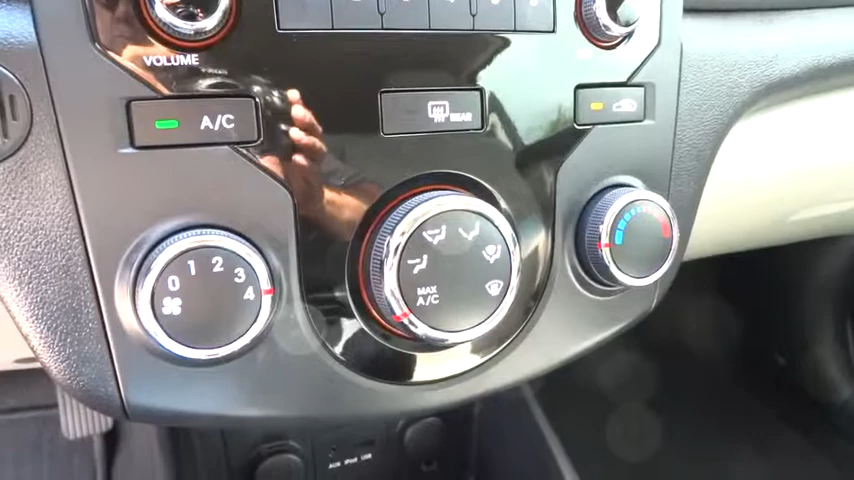 VOLUME
A/C
REAR
0 1 2 3 4
MAX
A/C
AUX iPod USB